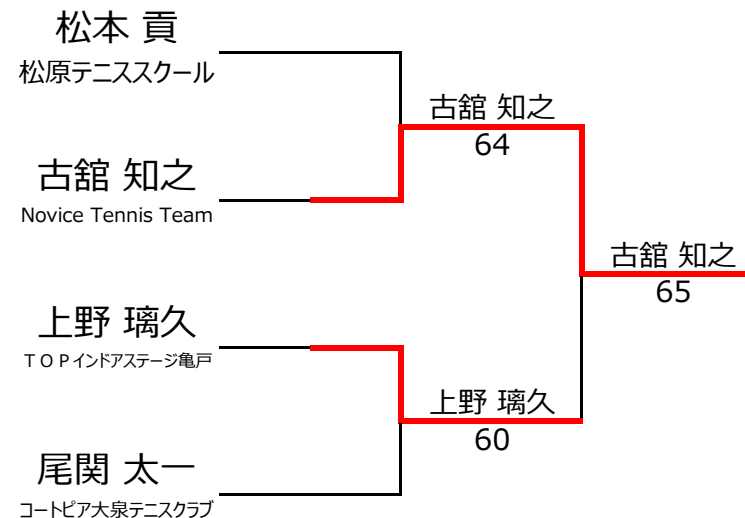 松本 貢
松原テニススクール
古舘 知之
64
古舘 知之
Novice Tennis Team
古舘 知之
65
上野 璃久
ＴＯＰインドアステージ亀戸
上野 璃久
60
尾関 太一
コートピア大泉テニスクラブ